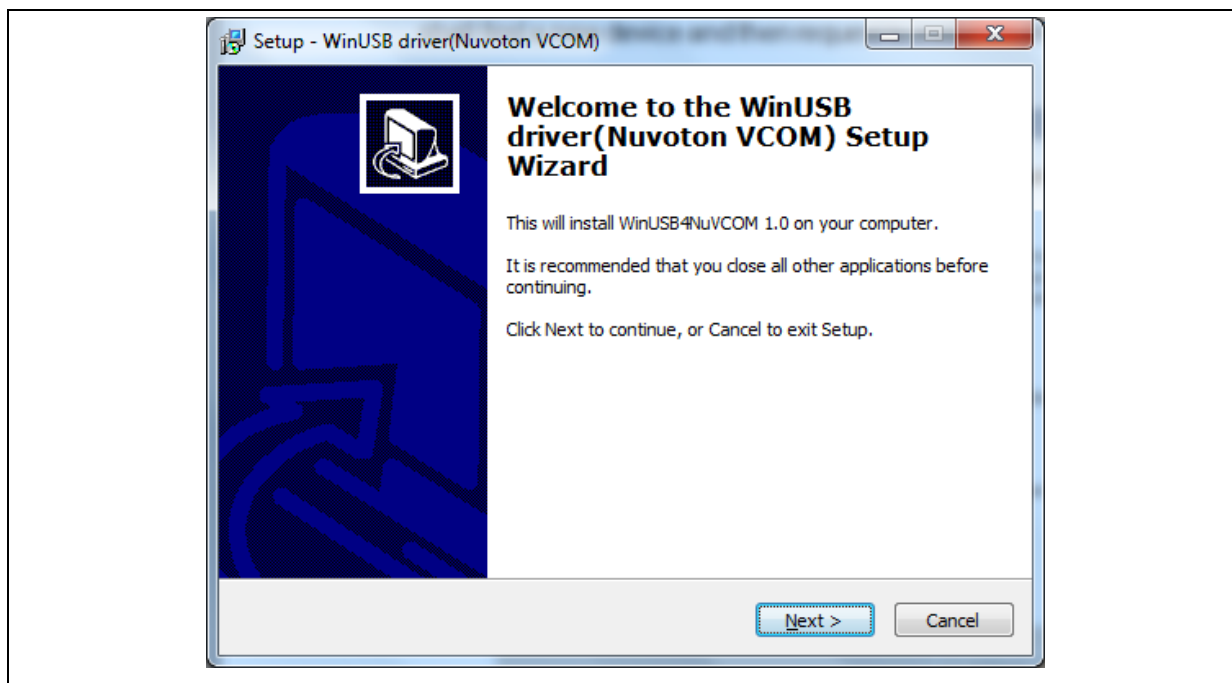 Setup - WinUSB driver(Nuvoton VCOM)
Welcome to the WinUSB
driver(Nuvoton VCOM) Setup
Wizard
This will install WinUSB4NuVCOM 1.0 on your computer.
It is recommended that you close all other applications before
continuing.
Click Next to continue, or Cancel to exit Setup.
Next >
Cancel